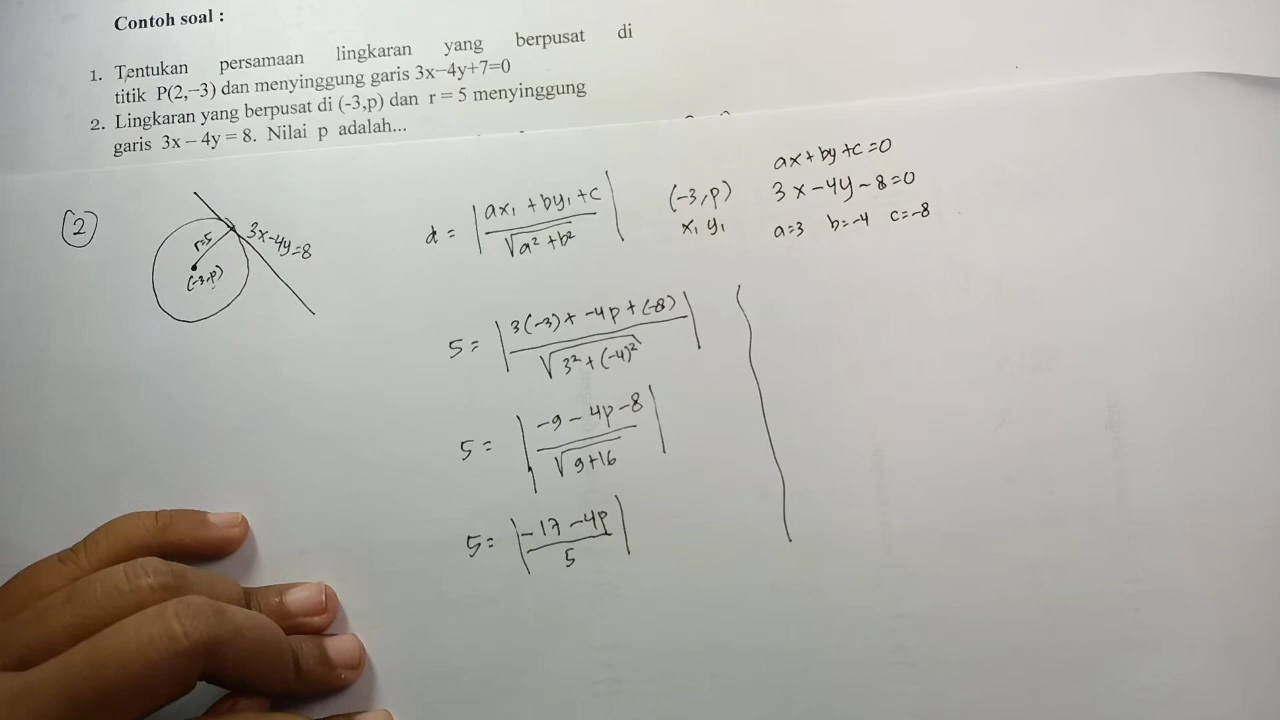 Contoh soal :
1. Tentukan persamaan lingkaran yang berpusat di
titik P(2,−3) dan menyinggung garis 3x−4y+7=0
2. Lingkaran yang berpusat di (-3,p) dan r = 5 menyinggung
garis 3x – 4y = 8. Nilai p adalah...
(2)
r=5
(-3,p)
3x-4y=8
d = |ax₁ + by₁ + c / √a² + b²|
(-3, p)
x₁ y₁
ax + by + c = 0
3x - 4y - 8 = 0
a=3 b=-4 c=-8
5 = |3(-3) + -4p + (-8) / √3² + (-4)²|
5 = |-9 - 4p - 8 / √9+16|
5 = |-17 - 4p / 5|